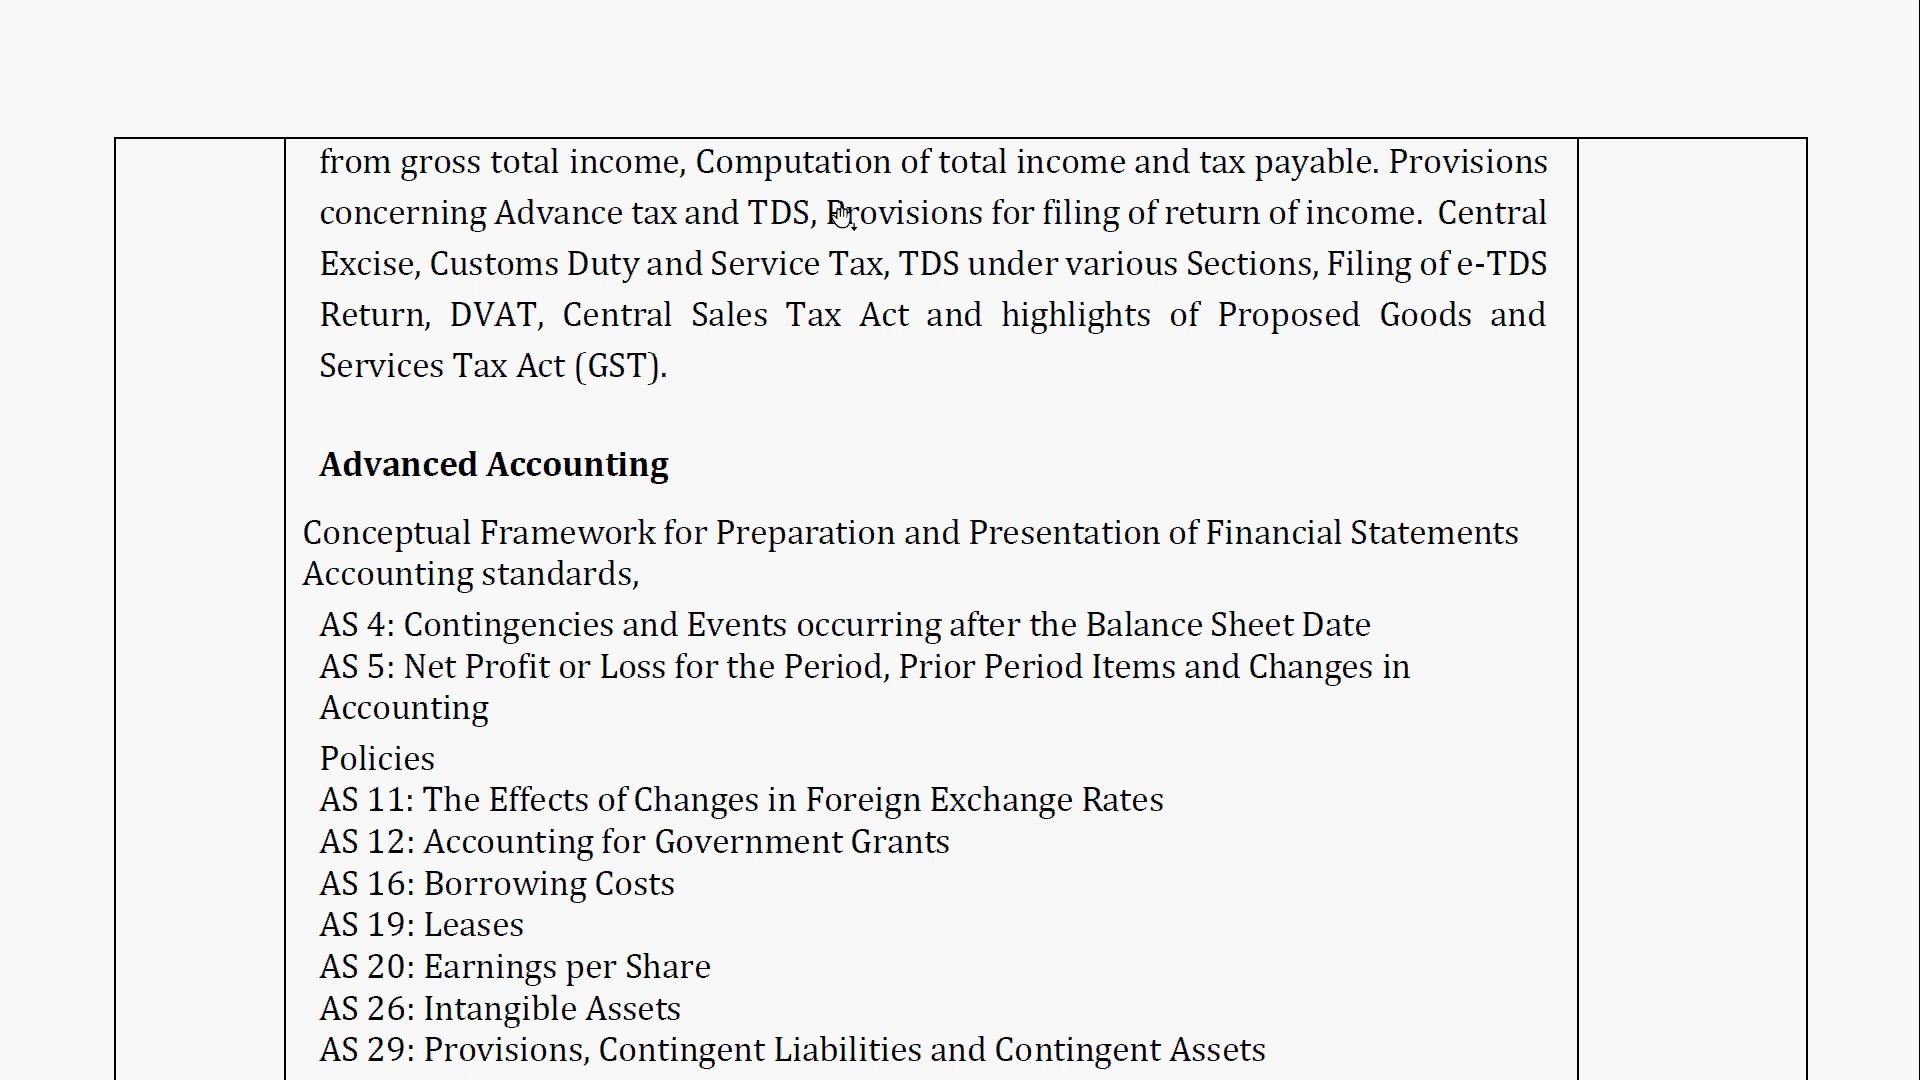 from gross total income, Computation of total income and tax payable. Provisions
concerning Advance tax and TDS, Provisions for filing of return of income. Central
Excise, Customs Duty and Service Tax, TDS under various Sections, Filing of e-TDS
Return, DVAT, Central Sales Tax Act and highlights of Proposed Goods and
Services Tax Act (GST).
Advanced Accounting
Conceptual Framework for Preparation and Presentation of Financial Statements
Accounting standards,
AS 4: Contingencies and Events occurring after the Balance Sheet Date
AS 5: Net Profit or Loss for the Period, Prior Period Items and Changes in
Accounting
Policies
AS 11: The Effects of Changes in Foreign Exchange Rates
AS 12: Accounting for Government Grants
AS 16: Borrowing Costs
AS 19: Leases
AS 20: Earnings per Share
AS 26: Intangible Assets
AS 29: Provisions, Contingent Liabilities and Contingent Assets